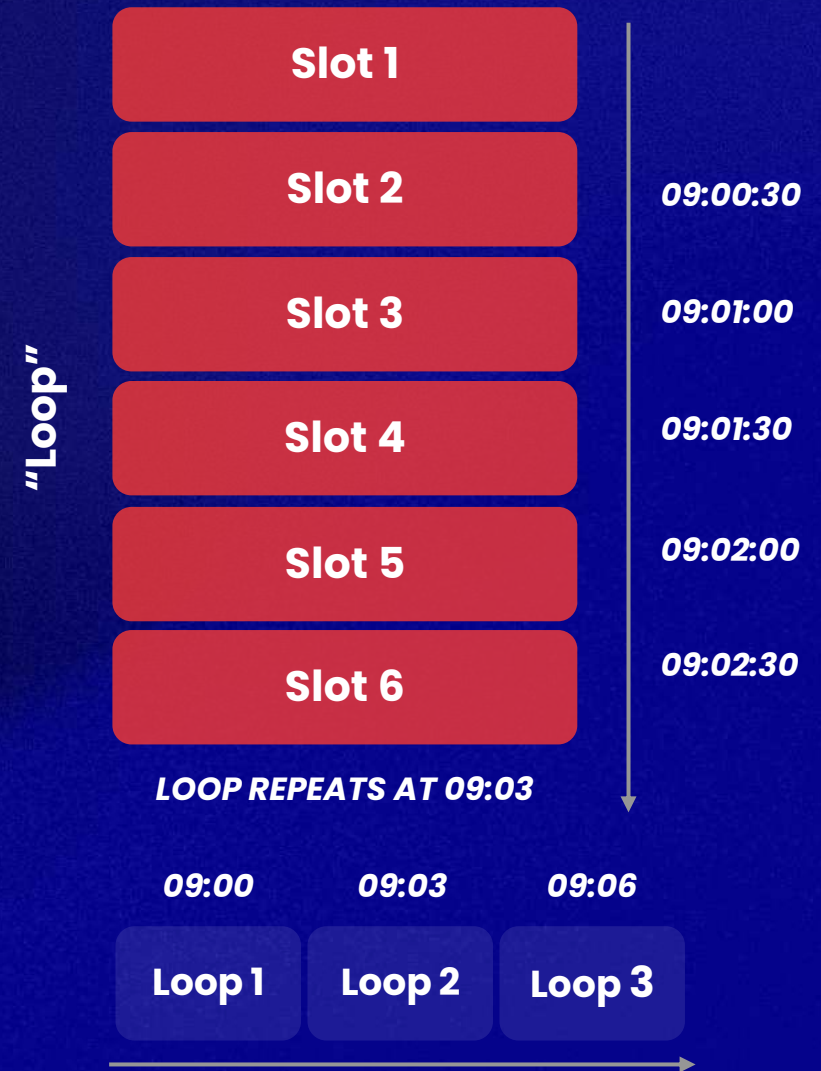 Slot 1
Slot 2
09:00:30
Slot 3
09:01:00
"Loop"
Slot 4
09:01:30
Slot 5
09:02:00
Slot 6
09:02:30
LOOP REPEATS AT 09:03
09:00 09:03 09:06
Loop 1 Loop 2 Loop 3